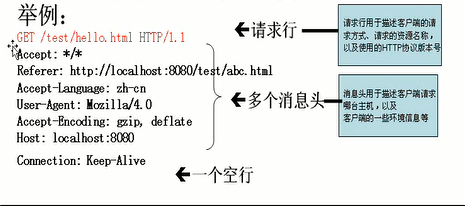 举例:
GET /test/hello.html HTTP/1.1
Accept: */*
Referer: http://localhost:8080/test/abc.html
Accept-Language: zh-cn
User-Agent: Mozilla/4.0
Accept-Encoding: gzip, deflate
Host: localhost:8080
Connection: Keep-Alive
请求行
多个消息头
一个空行
请求行用于描述客户端的请
求方式、请求的资源名称,
以及使用的HTTP协议版本号
消息头用于描述客户端请求
哪台主机,以及
客户端的一些环境信息等